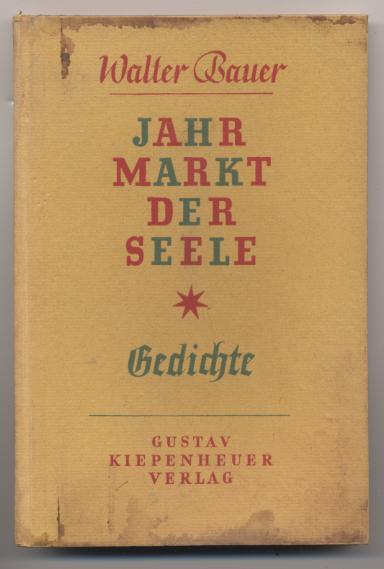 Walter Bauer
JAHR
MARKT
DER
SEELE
Gedichte
GUSTAV
KIEPENHEUER
VERLAG